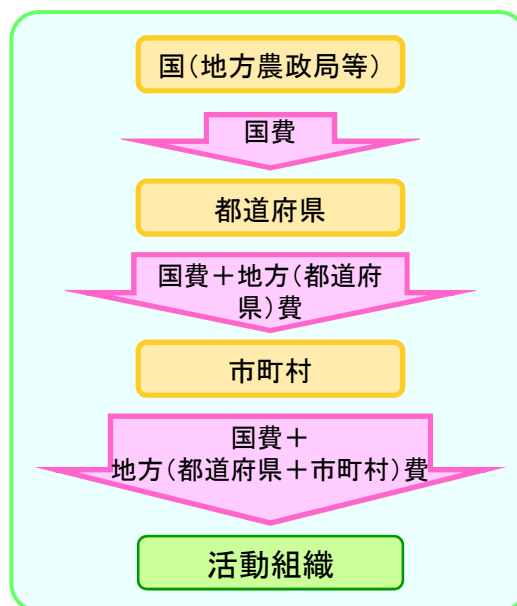 国(地方農政局等)
国費
都道府県
国費＋地方(都道府
県)費
市町村
国費＋
地方(都道府県＋市町村)費
活動組織